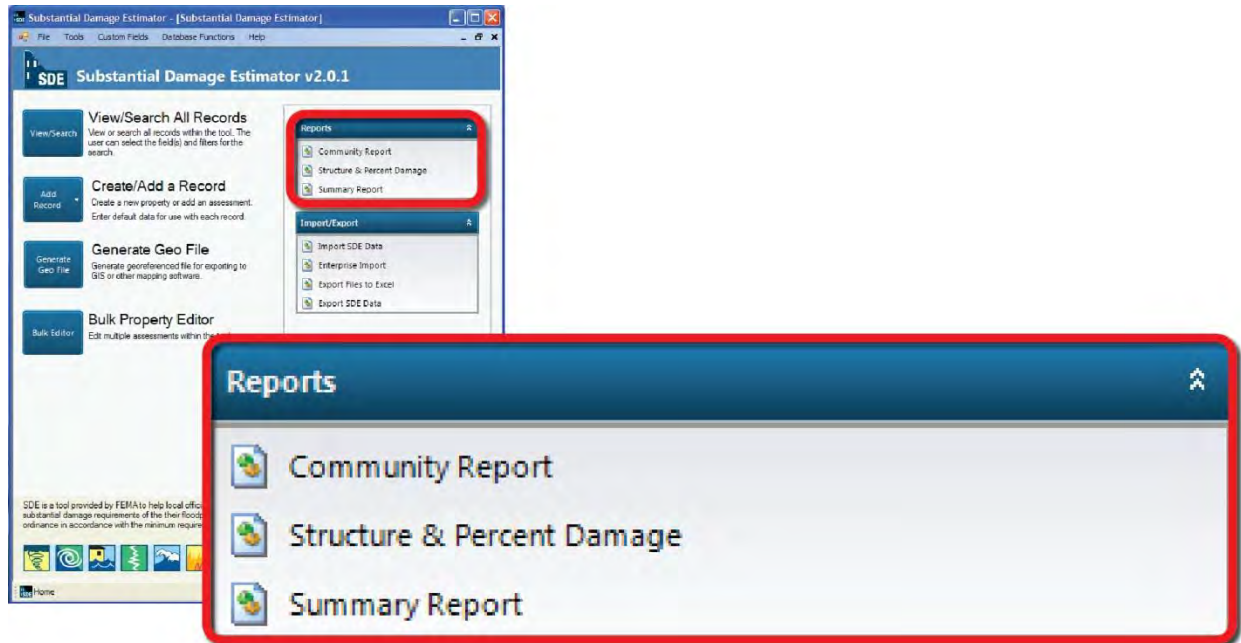 Substantial Damage Estimator - [Substantial Damage Estimator]
File Tools Custom Fields Database Functions Help
SDE Substantial Damage Estimator v2.0.1
View/Search
View/Search All Records
View or search all records within the tool. The
user can select the field(s) and filters for the
search.
Add
Record
Create/Add a Record
Create a new property or add an assessment.
Enter default data for use with each record.
Generate
Geo File
Generate Geo File
Generate georeferenced file for exporting to
GIS or other mapping software.
Bulk Editor
Bulk Property Editor
Edit multiple assessments within the
Reports
Community Report
Structure & Percent Damage
Summary Report
Import/Export
Import SDE Data
Enterprise Import
Export Files to Excel
Export SDE Data
SDE is a tool provided by FEMA to help local
substantial damage requirements of the their
ordinance in accordance with the minimum
SDE Home
Reports
Community Report
Structure & Percent Damage
Summary Report